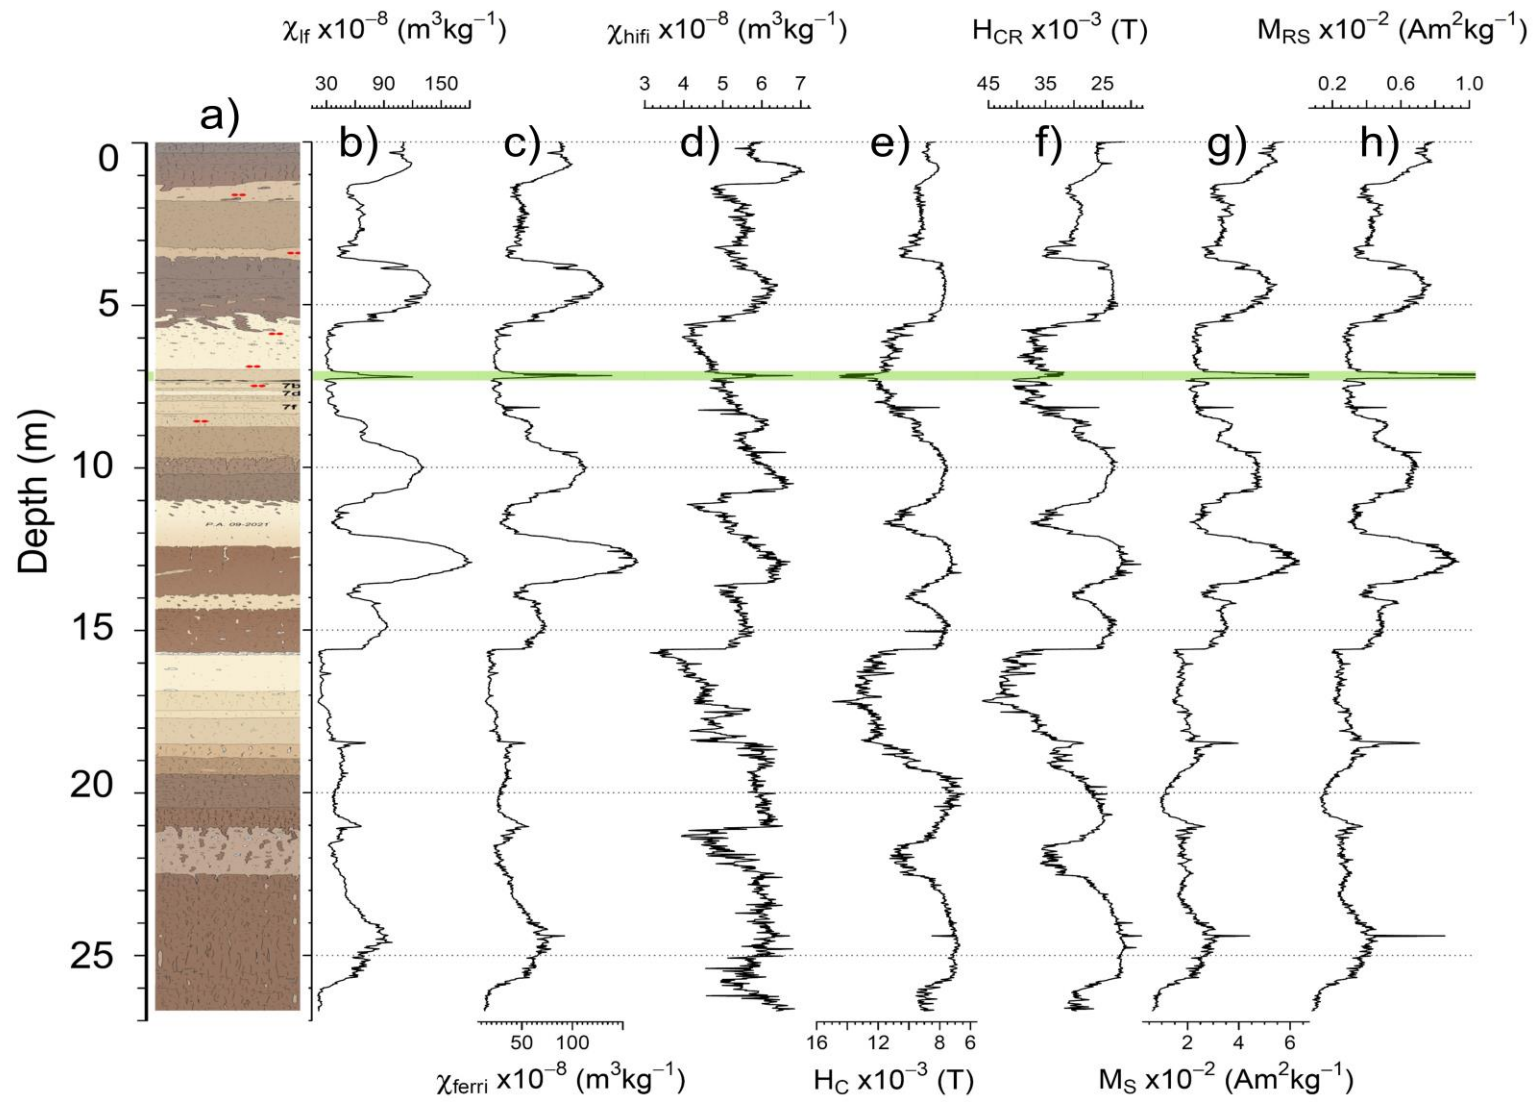 χlf x10⁻⁸ (m³kg⁻¹) χhifi x10⁻⁸ (m³kg⁻¹) HCR x10⁻³ (T) MRS x10⁻² (Am²kg⁻¹)
30 90 150 3 4 5 6 7 45 35 25 0.2 0.6 1.0
a) b) c) d) e) f) g) h)
0
5
7b
7d
7f
10
P.A. 09-2021
15
20
25
Depth (m)
50 100 16 12 8 6 2 4 6
χferri x10⁻⁸ (m³kg⁻¹) HC x10⁻³ (T) MS x10⁻² (Am²kg⁻¹)